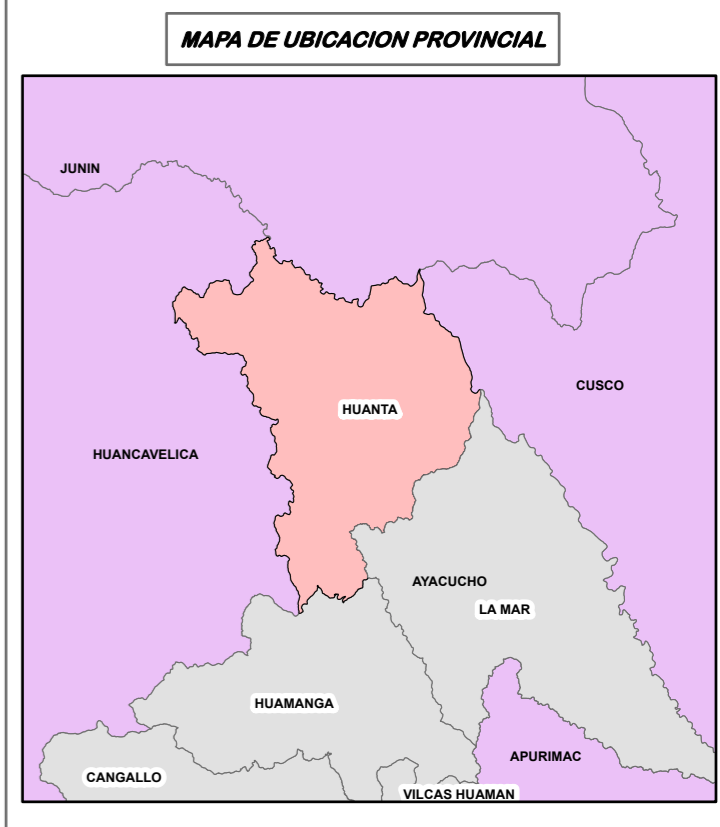 MAPA DE UBICACION PROVINCIAL
JUNIN
CUSCO
HUANTA
HUANCAVELICA
AYACUCHO
LA MAR
HUAMANGA
APURIMAC
CANGALLO
VILCAS HUAMAN